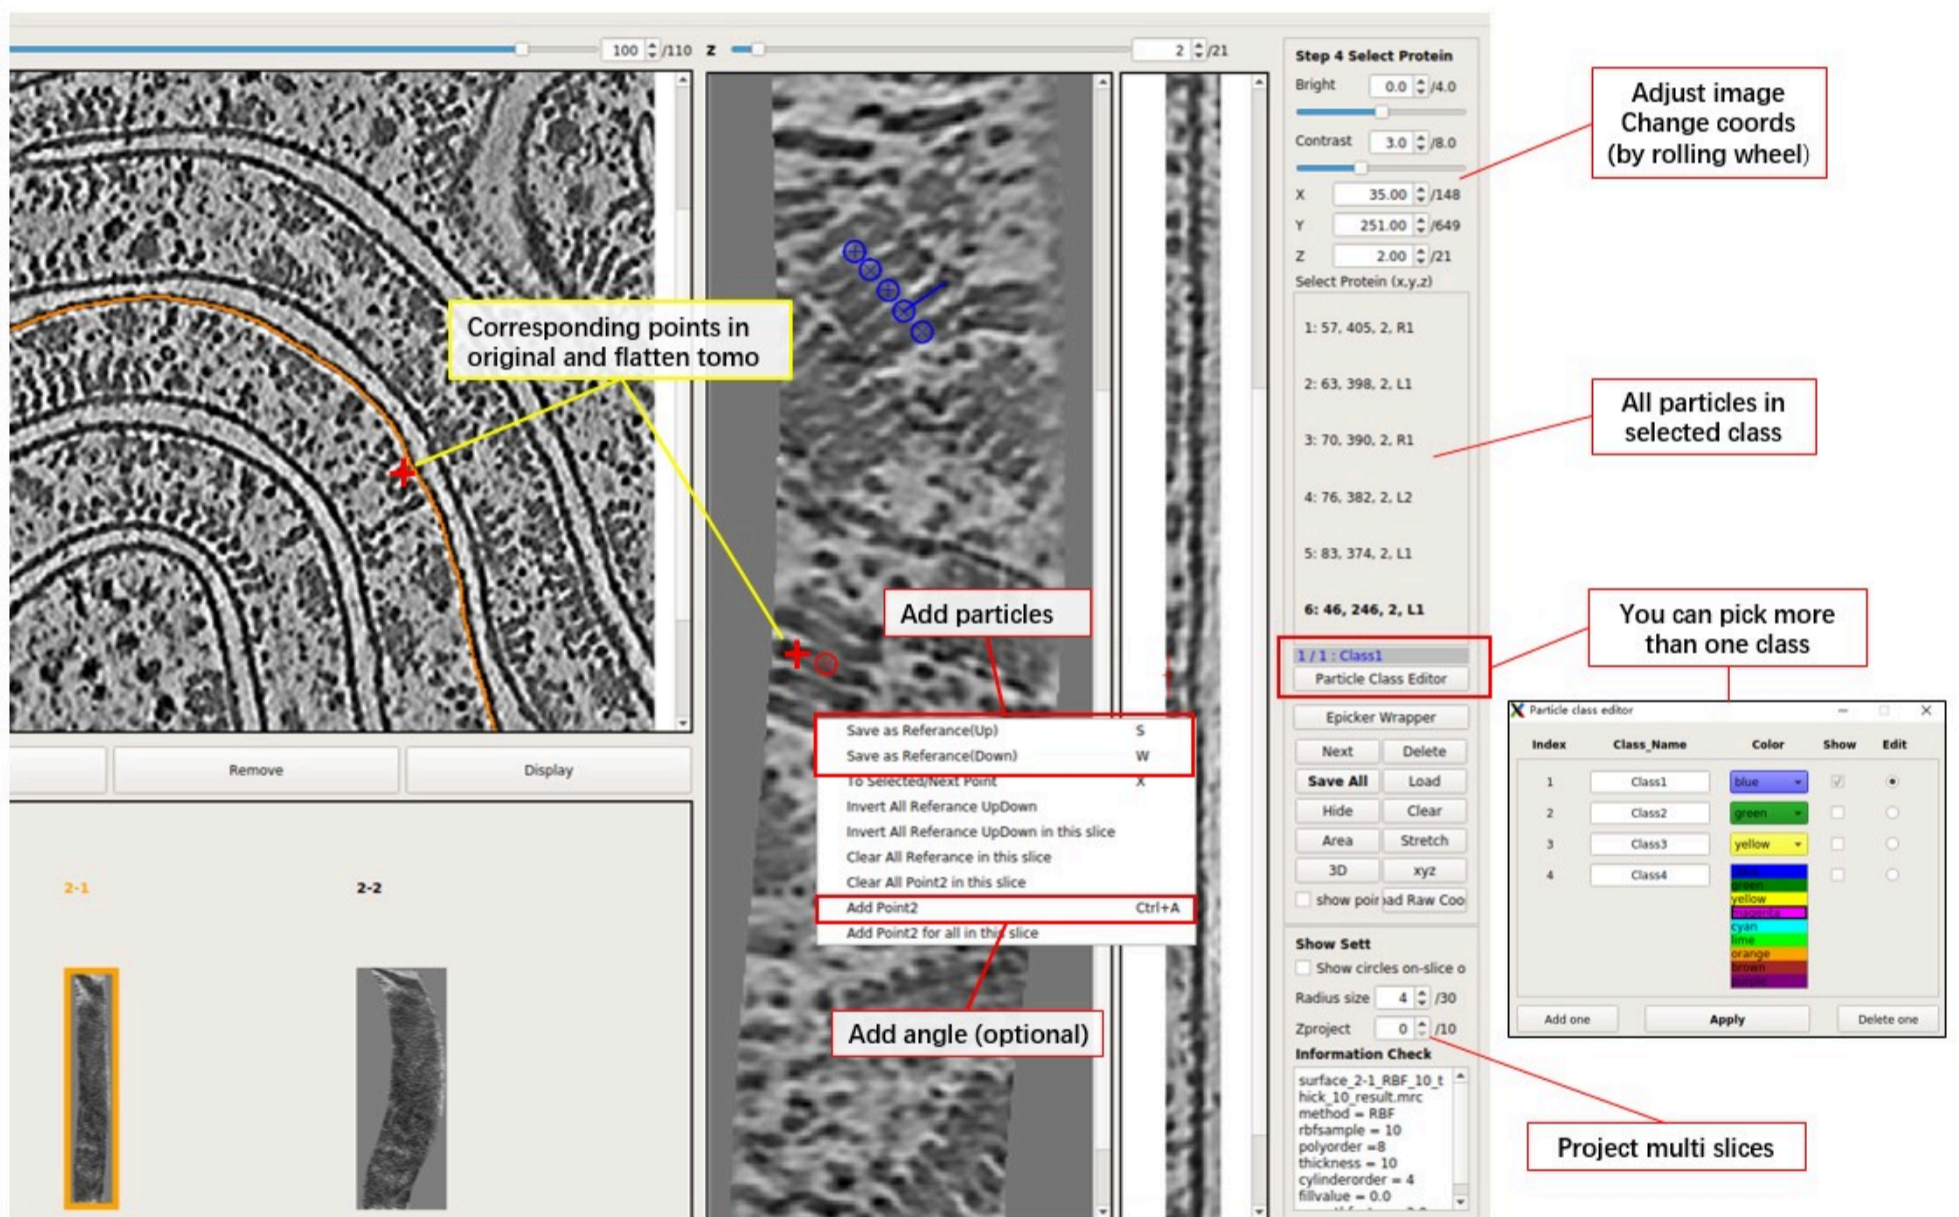 100 /110
Z
2 /21
Step 4 Select Protein
Bright 0.0 /4.0
Contrast 3.0 /8.0
X 35.00 /148
Y 251.00 /649
Z 2.00 /21
Select Protein (x,y,z)
1: 57, 405, 2, R1
2: 63, 398, 2, L1
3: 70, 390, 2, R1
4: 76, 382, 2, L2
5: 83, 374, 2, L1
6: 46, 246, 2, L1
1 / 1 : Class1
Particle Class Editor
Epicker Wrapper
Next Delete
Save All Load
Hide Clear
Area Stretch
3D xyz
show poir ad Raw Coo
Show Sett
Show circles on-slice o
Radius size 4 /30
Zproject 0 /10
Information Check
surface_2-1_RBF_10_t
hick_10_result.mrc
method = RBF
rbfsample = 10
polyorder =8
thickness = 10
cylinderorder = 4
fillvalue = 0.0
Adjust image
Change coords
(by rolling wheel)
All particles in
selected class
You can pick more
than one class
Corresponding points in
original and flatten tomo
Add particles
Save as Referance(Up) S
Save as Referance(Down) W
To Selected/Next Point X
Invert All Referance UpDown
Invert All Referance UpDown in this slice
Clear All Referance in this slice
Clear All Point2 in this slice
Add Point2 Ctrl+A
Add Point2 for all in this slice
Add angle (optional)
Remove
Display
2-1
2-2
Particle class editor
Index Class_Name Color Show Edit
1 Class1 blue
2 Class2 green
3 Class3 yellow
4 Class4
green
yellow
magenta
cyan
lime
orange
brown
purple
Add one Apply Delete one
Project multi slices